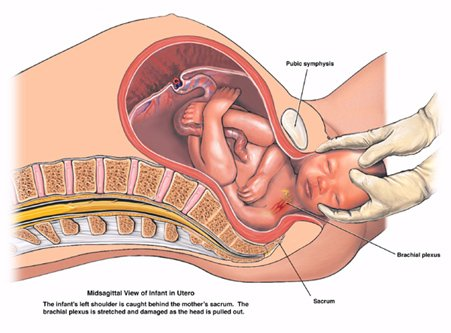 Pubic symphysis
Brachial plexus
Sacrum
Midsagittal View of Infant in Utero
The infant's left shoulder is caught behind the mother's sacrum. The
brachial plexus is stretched and damaged as the head is pulled out.